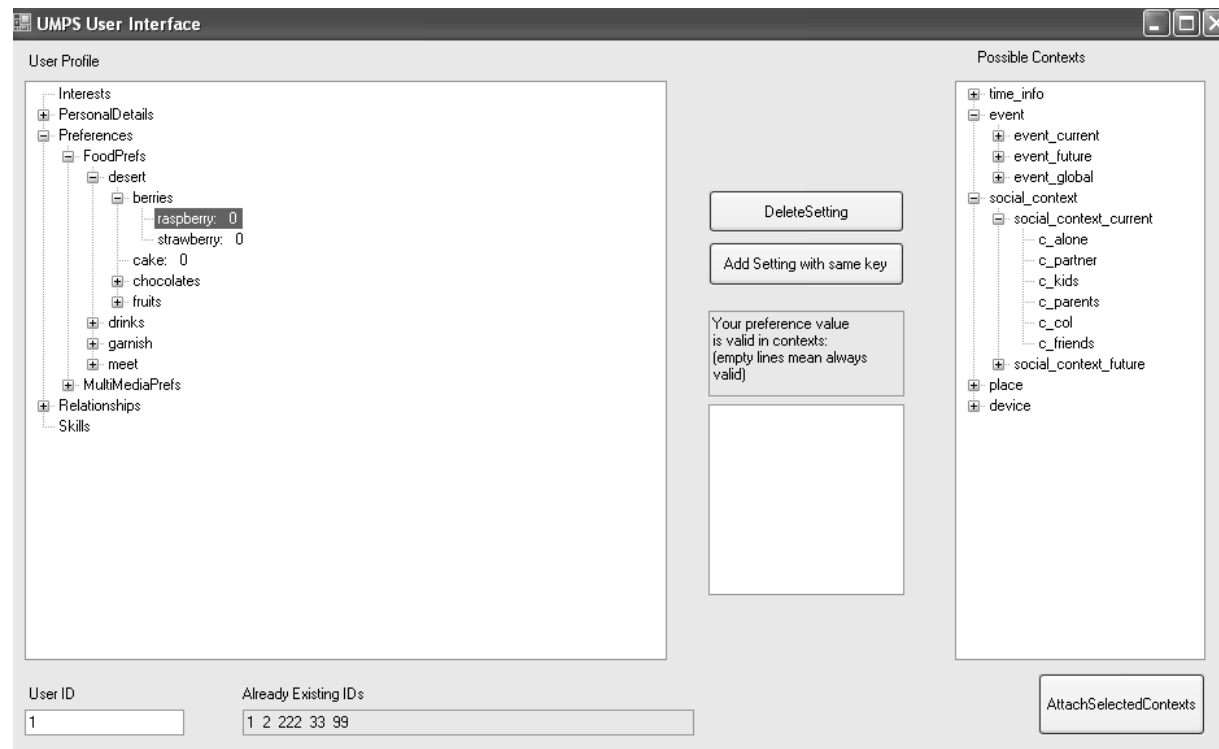 UMPS User Interface
User Profile
Interests
PersonalDetails
Preferences
FoodPrefs
desert
berries
raspberry: 0
strawberry: 0
cake: 0
chocolates
fruits
drinks
garnish
meet
MultiMediaPrefs
Relationships
Skills
DeleteSetting
Add Setting with same key
Your preference value
is valid in contexts:
(empty lines mean always
valid)
Possible Contexts
time_info
event
event_current
event_future
event_global
social_context
social_context_current
c_alone
c_partner
c_kids
c_parents
c_col
c_friends
social_context_future
place
device
User ID
1
Already Existing IDs
1 2 222 33 99
AttachSelectedContexts